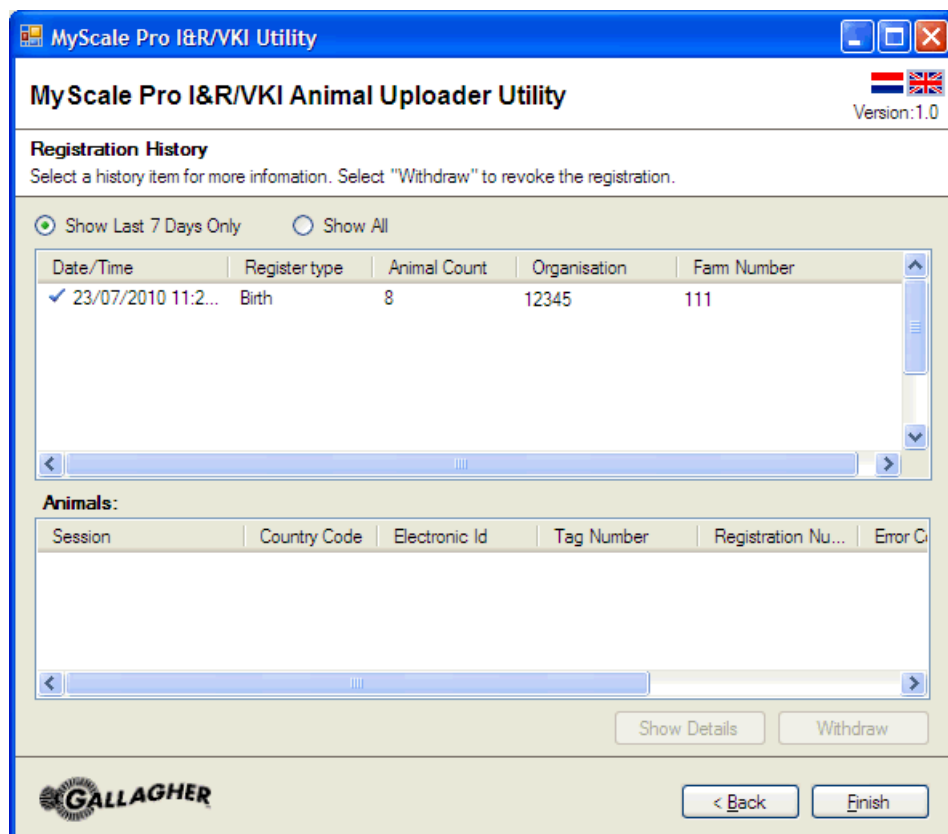 MyScale Pro I&R/VKI Utility
MyScale Pro I&R/VKI Animal Uploader Utility
Version:1.0
Registration History
Select a history item for more infomation. Select "Withdraw" to revoke the registration.
Show Last 7 Days Only Show All
Date/Time Register type Animal Count Organisation Farm Number
23/07/2010 11:2... Birth 8 12345 111
Animals:
Session Country Code Electronic Id Tag Number Registration Nu... Error C
Show Details Withdraw
GALLAGHER
< Back Finish